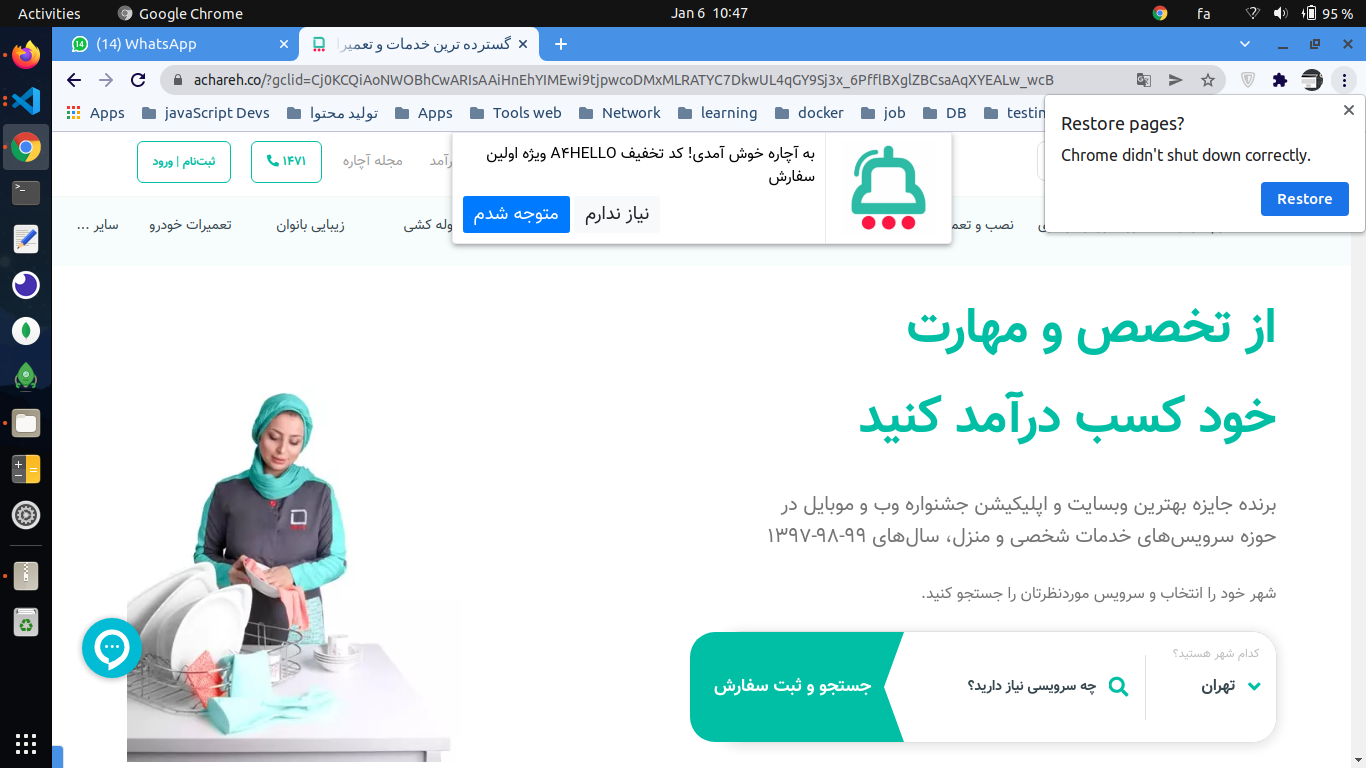 Activities
Google Chrome
Jan 6 10:47
fa
95 %
14
(14) WhatsApp
گسترده ترین خدمات و تعمیرا
achareh.co/?gclid=Cj0KCQiAoNWOBhCwARIsAAiHnEhYIMEwi9tjpwcoDMxMLRATYC7DkwUL4qGY9Sj3x_6PfflBXglZBCsaAqXYEALw_wcB
Apps
javaScript Devs
تولید محتوا
Apps
Tools web
Network
learning
docker
job
DB
Restore pages?
Chrome didn't shut down correctly.
Restore
به آچاره خوش آمدی! کد تخفیف A۴HELLO ویژه اولین
سفارش
نیاز ندارم
متوجه شدم
مجله آچاره
۱۴۷۱
ثبت‌نام | ورود
نصب و تعم
زیبایی بانوان
تعمیرات خودرو
سایر ...
از تخصص و مهارت
خود کسب درآمد کنید
برنده جایزه بهترین وبسایت و اپلیکیشن جشنواره وب و موبایل در
حوزه سرویس‌های خدمات شخصی و منزل، سال‌های ۹۹-۹۸-۱۳۹۷
شهر خود را انتخاب و سرویس موردنظرتان را جستجو کنید.
کدام شهر هستید؟
تهران
چه سرویسی نیاز دارید؟
جستجو و ثبت سفارش